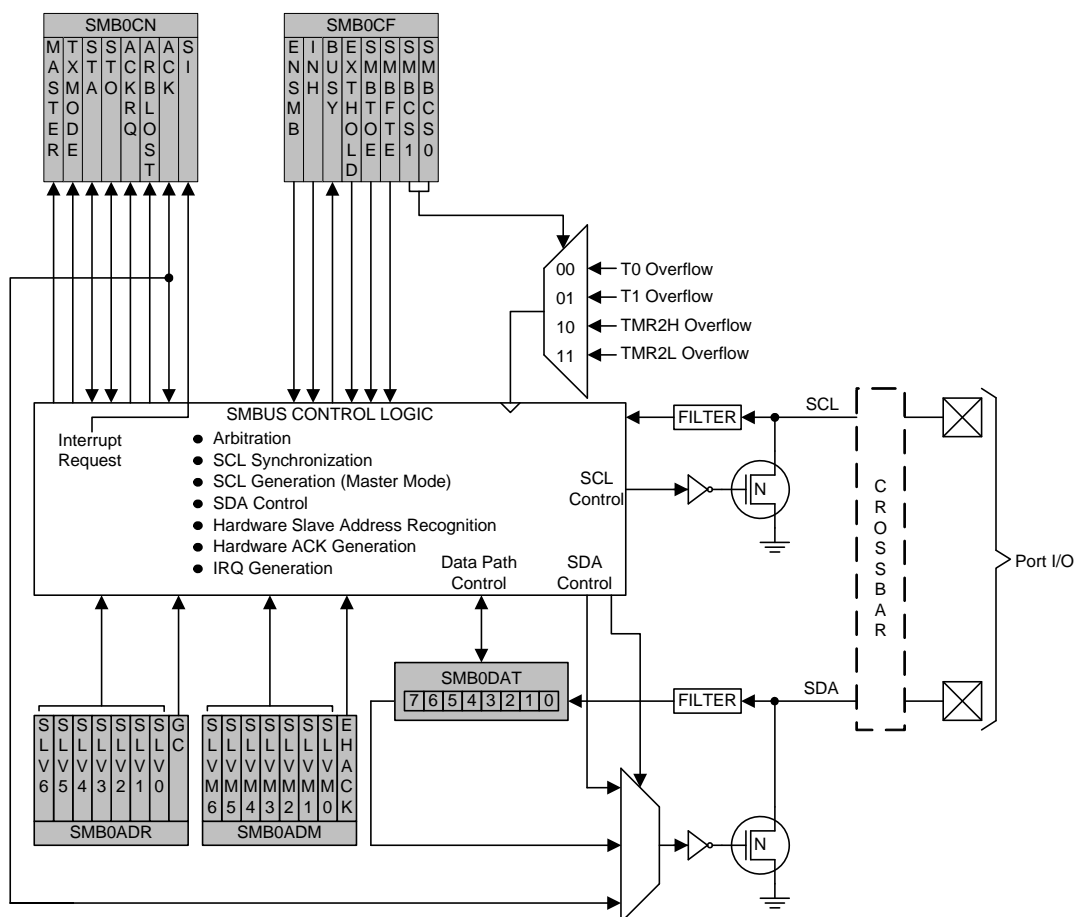 SMB0CN
MASTER
TXMODE
STA
STO
ACKRQ
ARBLOST
ACK
SI
SMB0CF
ENSMB
INH
BUSY
EXTHOLD
SMBTOE
SMBFTE
SMBCS1
SMBCS0
00
T0 Overflow
01
T1 Overflow
10
TMR2H Overflow
11
TMR2L Overflow
SMBUS CONTROL LOGIC
Interrupt
Request
● Arbitration
● SCL Synchronization
● SCL Generation (Master Mode)
● SDA Control
● Hardware Slave Address Recognition
● Hardware ACK Generation
● IRQ Generation
Data Path
Control
SCL
Control
SDA
Control
FILTER
SCL
N
CROSSBAR
Port I/O
SMB0DAT
7 6 5 4 3 2 1 0
FILTER
SDA
N
SLV6
SLV5
SLV4
SLV3
SLV2
SLV1
SLV0
GC
SMB0ADR
SLVM6
SLVM5
SLVM4
SLVM3
SLVM2
SLVM1
SLVM0
EHACK
SMB0ADM